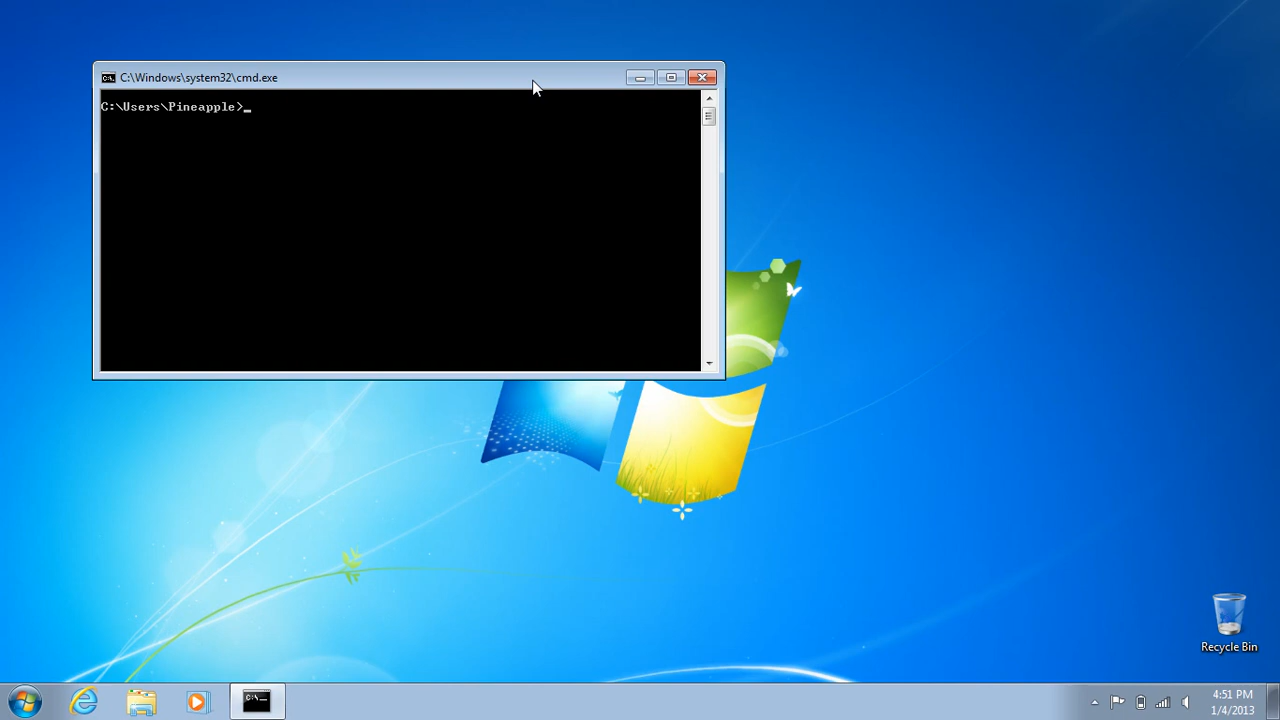 C:\Windows\system32\cmd.exe
C:\Users\Pineapple>_
Recycle Bin
4:51 PM
1/4/2013